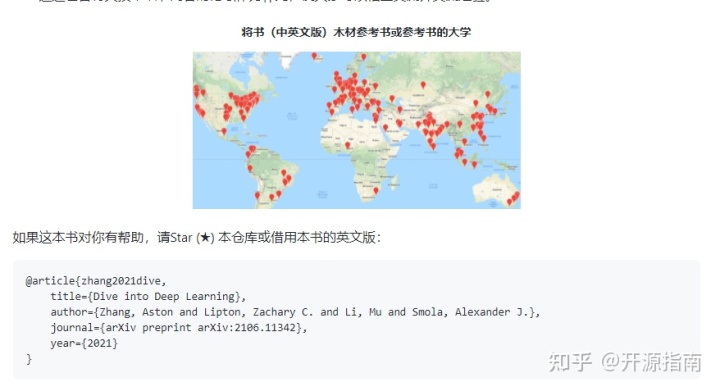 将书（中英文版）木材参考书或参考书的大学
如果这本书对你有帮助，请Star (★) 本仓库或借用本书的英文版：
@article{zhang2021dive,
    title={Dive into Deep Learning},
    author={Zhang, Aston and Lipton, Zachary C. and Li, Mu and Smola, Alexander J.},
    journal={arXiv preprint arXiv:2106.11342},
    year={2021}
}
知乎 @开源指南